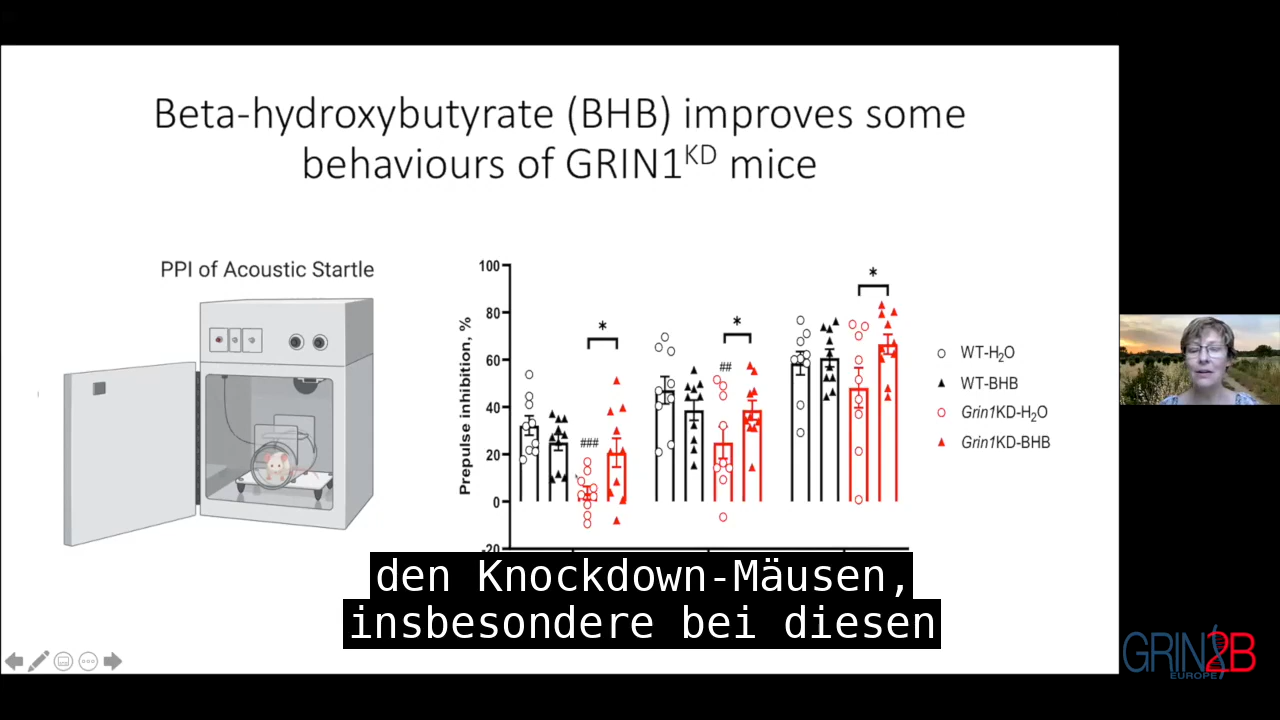 Beta-hydroxybutyrate (BHB) improves some
behaviours of GRIN1ᴷᴰ mice
PPI of Acoustic Startle
Prepulse inhibition, %
100
80
60
40
20
0
-20
*
*
*
###
##
WT-H₂O
WT-BHB
Grin1KD-H₂O
Grin1KD-BHB
den Knockdown-Mäusen,
insbesondere bei diesen
GRIN2B
EUROPE